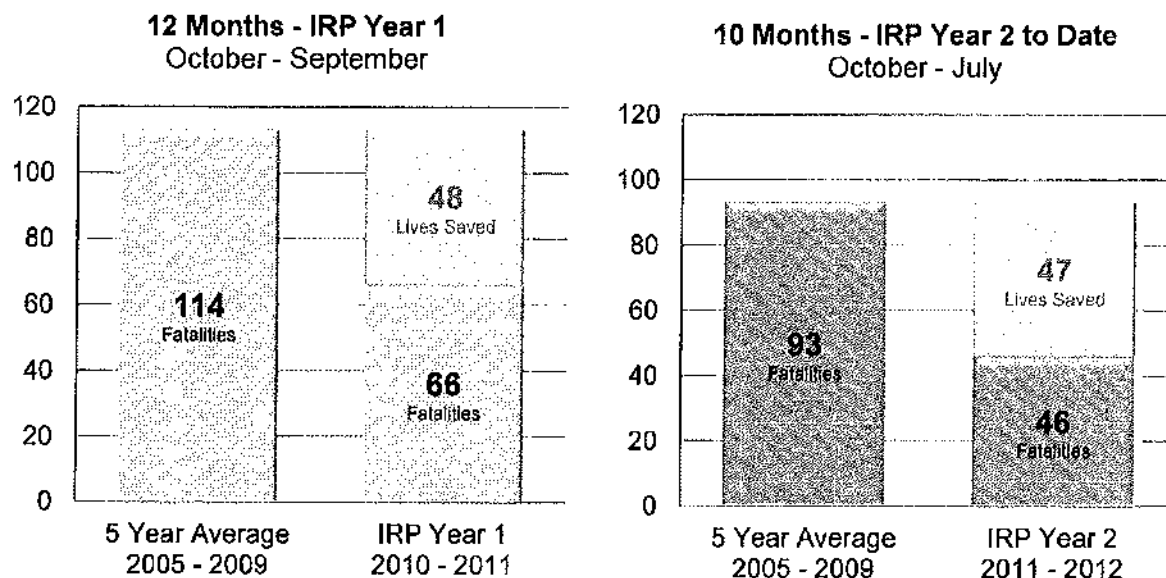 12 Months - IRP Year 1
October - September
120
100
80
60
40
20
0
114
Fatalities
48
Lives Saved
66
Fatalities
5 Year Average
2005 - 2009
IRP Year 1
2010 - 2011
10 Months - IRP Year 2 to Date
October - July
120
100
80
60
40
20
0
93
Fatalities
47
Lives Saved
46
Fatalities
5 Year Average
2005 - 2009
IRP Year 2
2011 - 2012